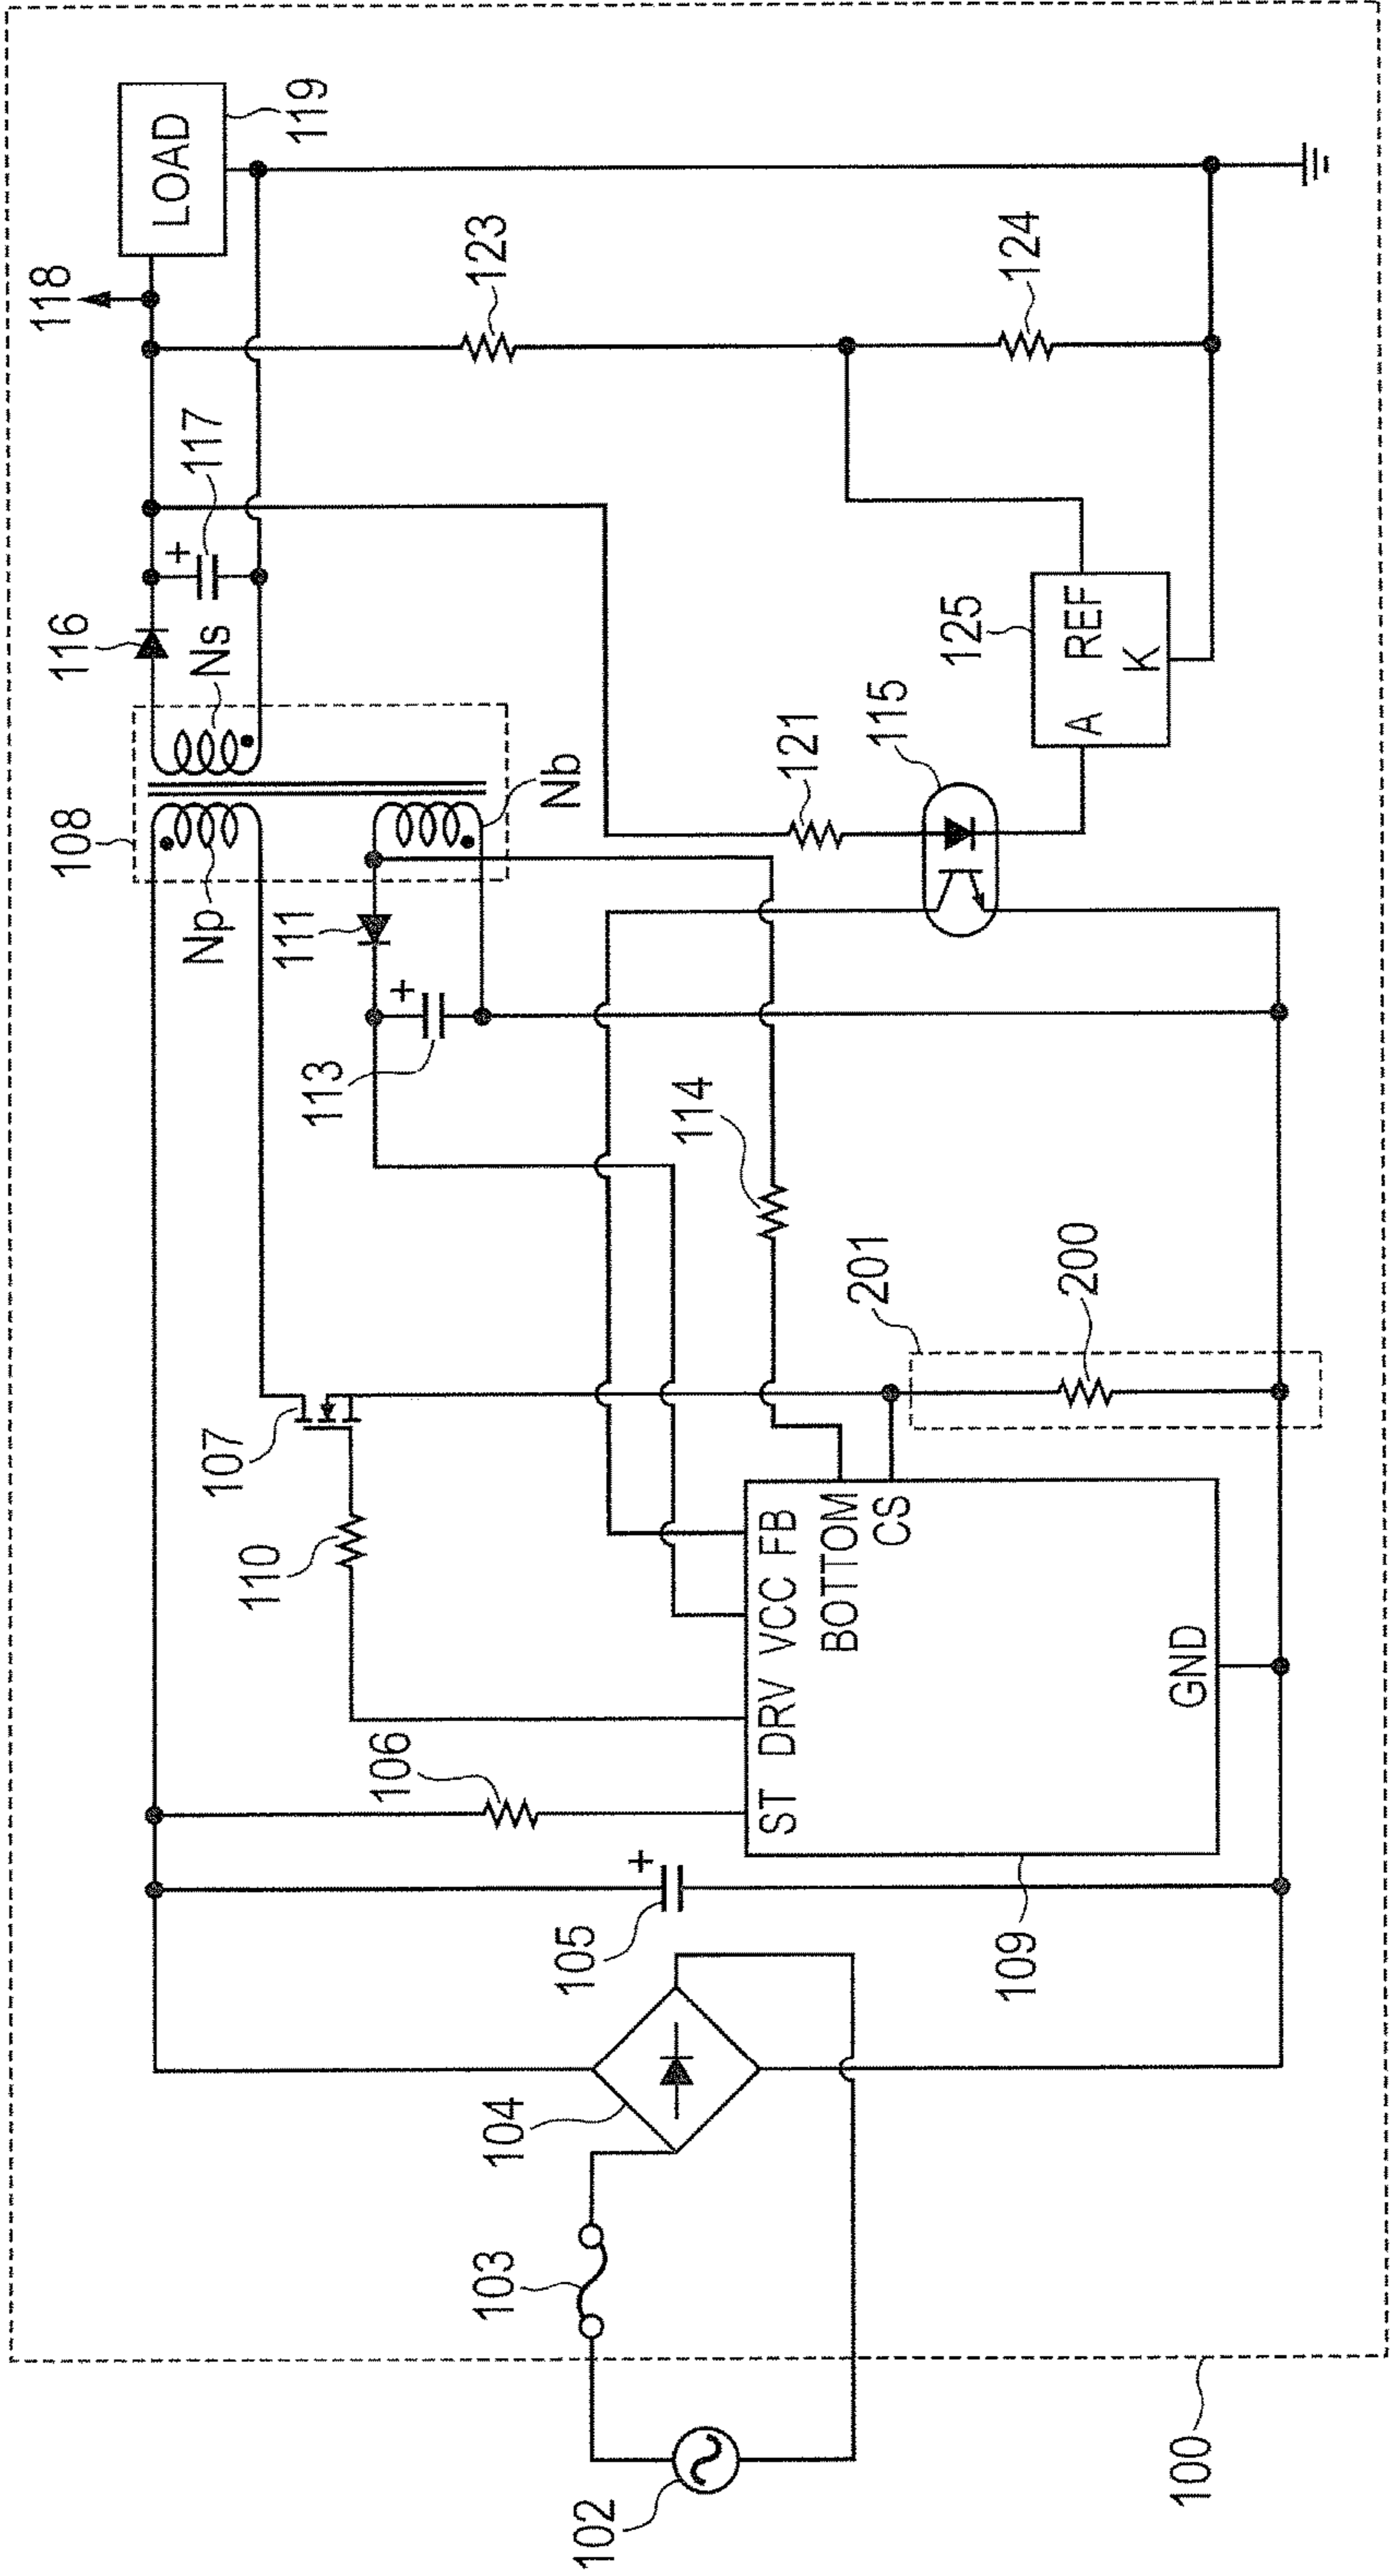 118
LOAD
119
108
Np
116
Ns
+
117
123
124
107
110
111
+
113
Nb
114
121
115
125
A
REF
K
106
+
105
ST
DRV
VCC
FB
BOTTOM
CS
GND
109
201
200
104
103
102
100